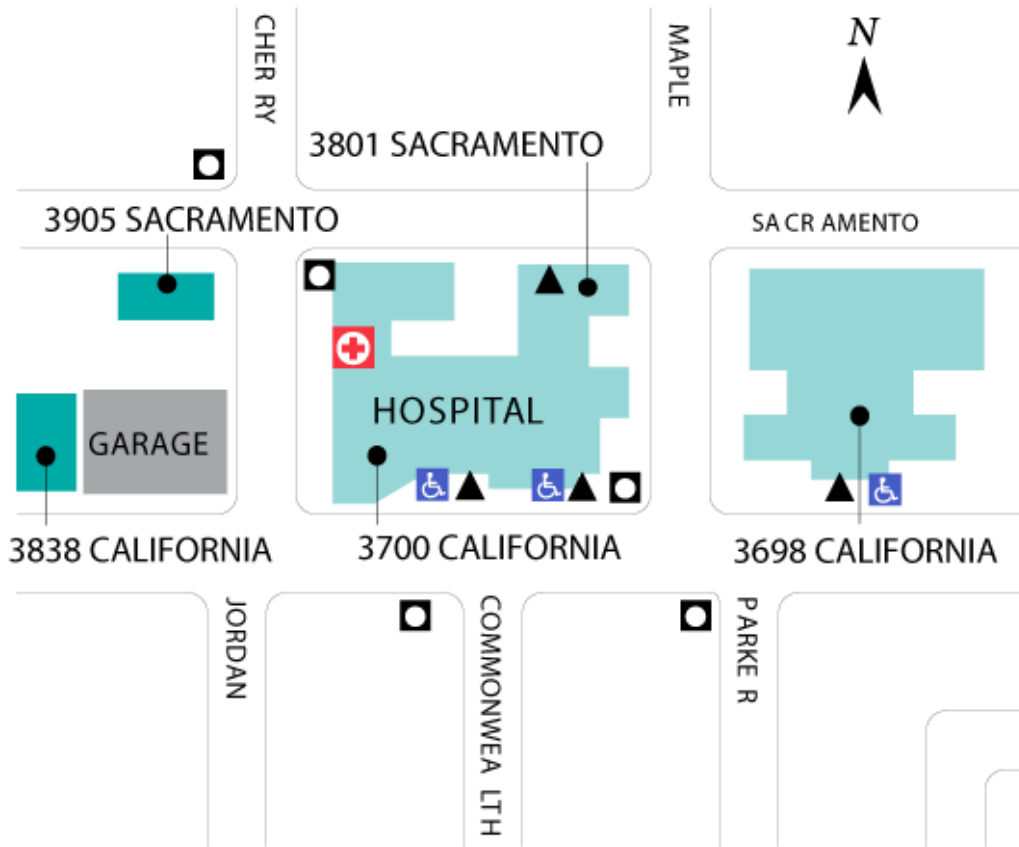 CHER RY
MAPLE
N
3801 SACRAMENTO
3905 SACRAMENTO
SA CR AMENTO
HOSPITAL
GARAGE
3838 CALIFORNIA
3700 CALIFORNIA
3698 CALIFORNIA
JORDAN
COMMONWEA LTH
PARKE R